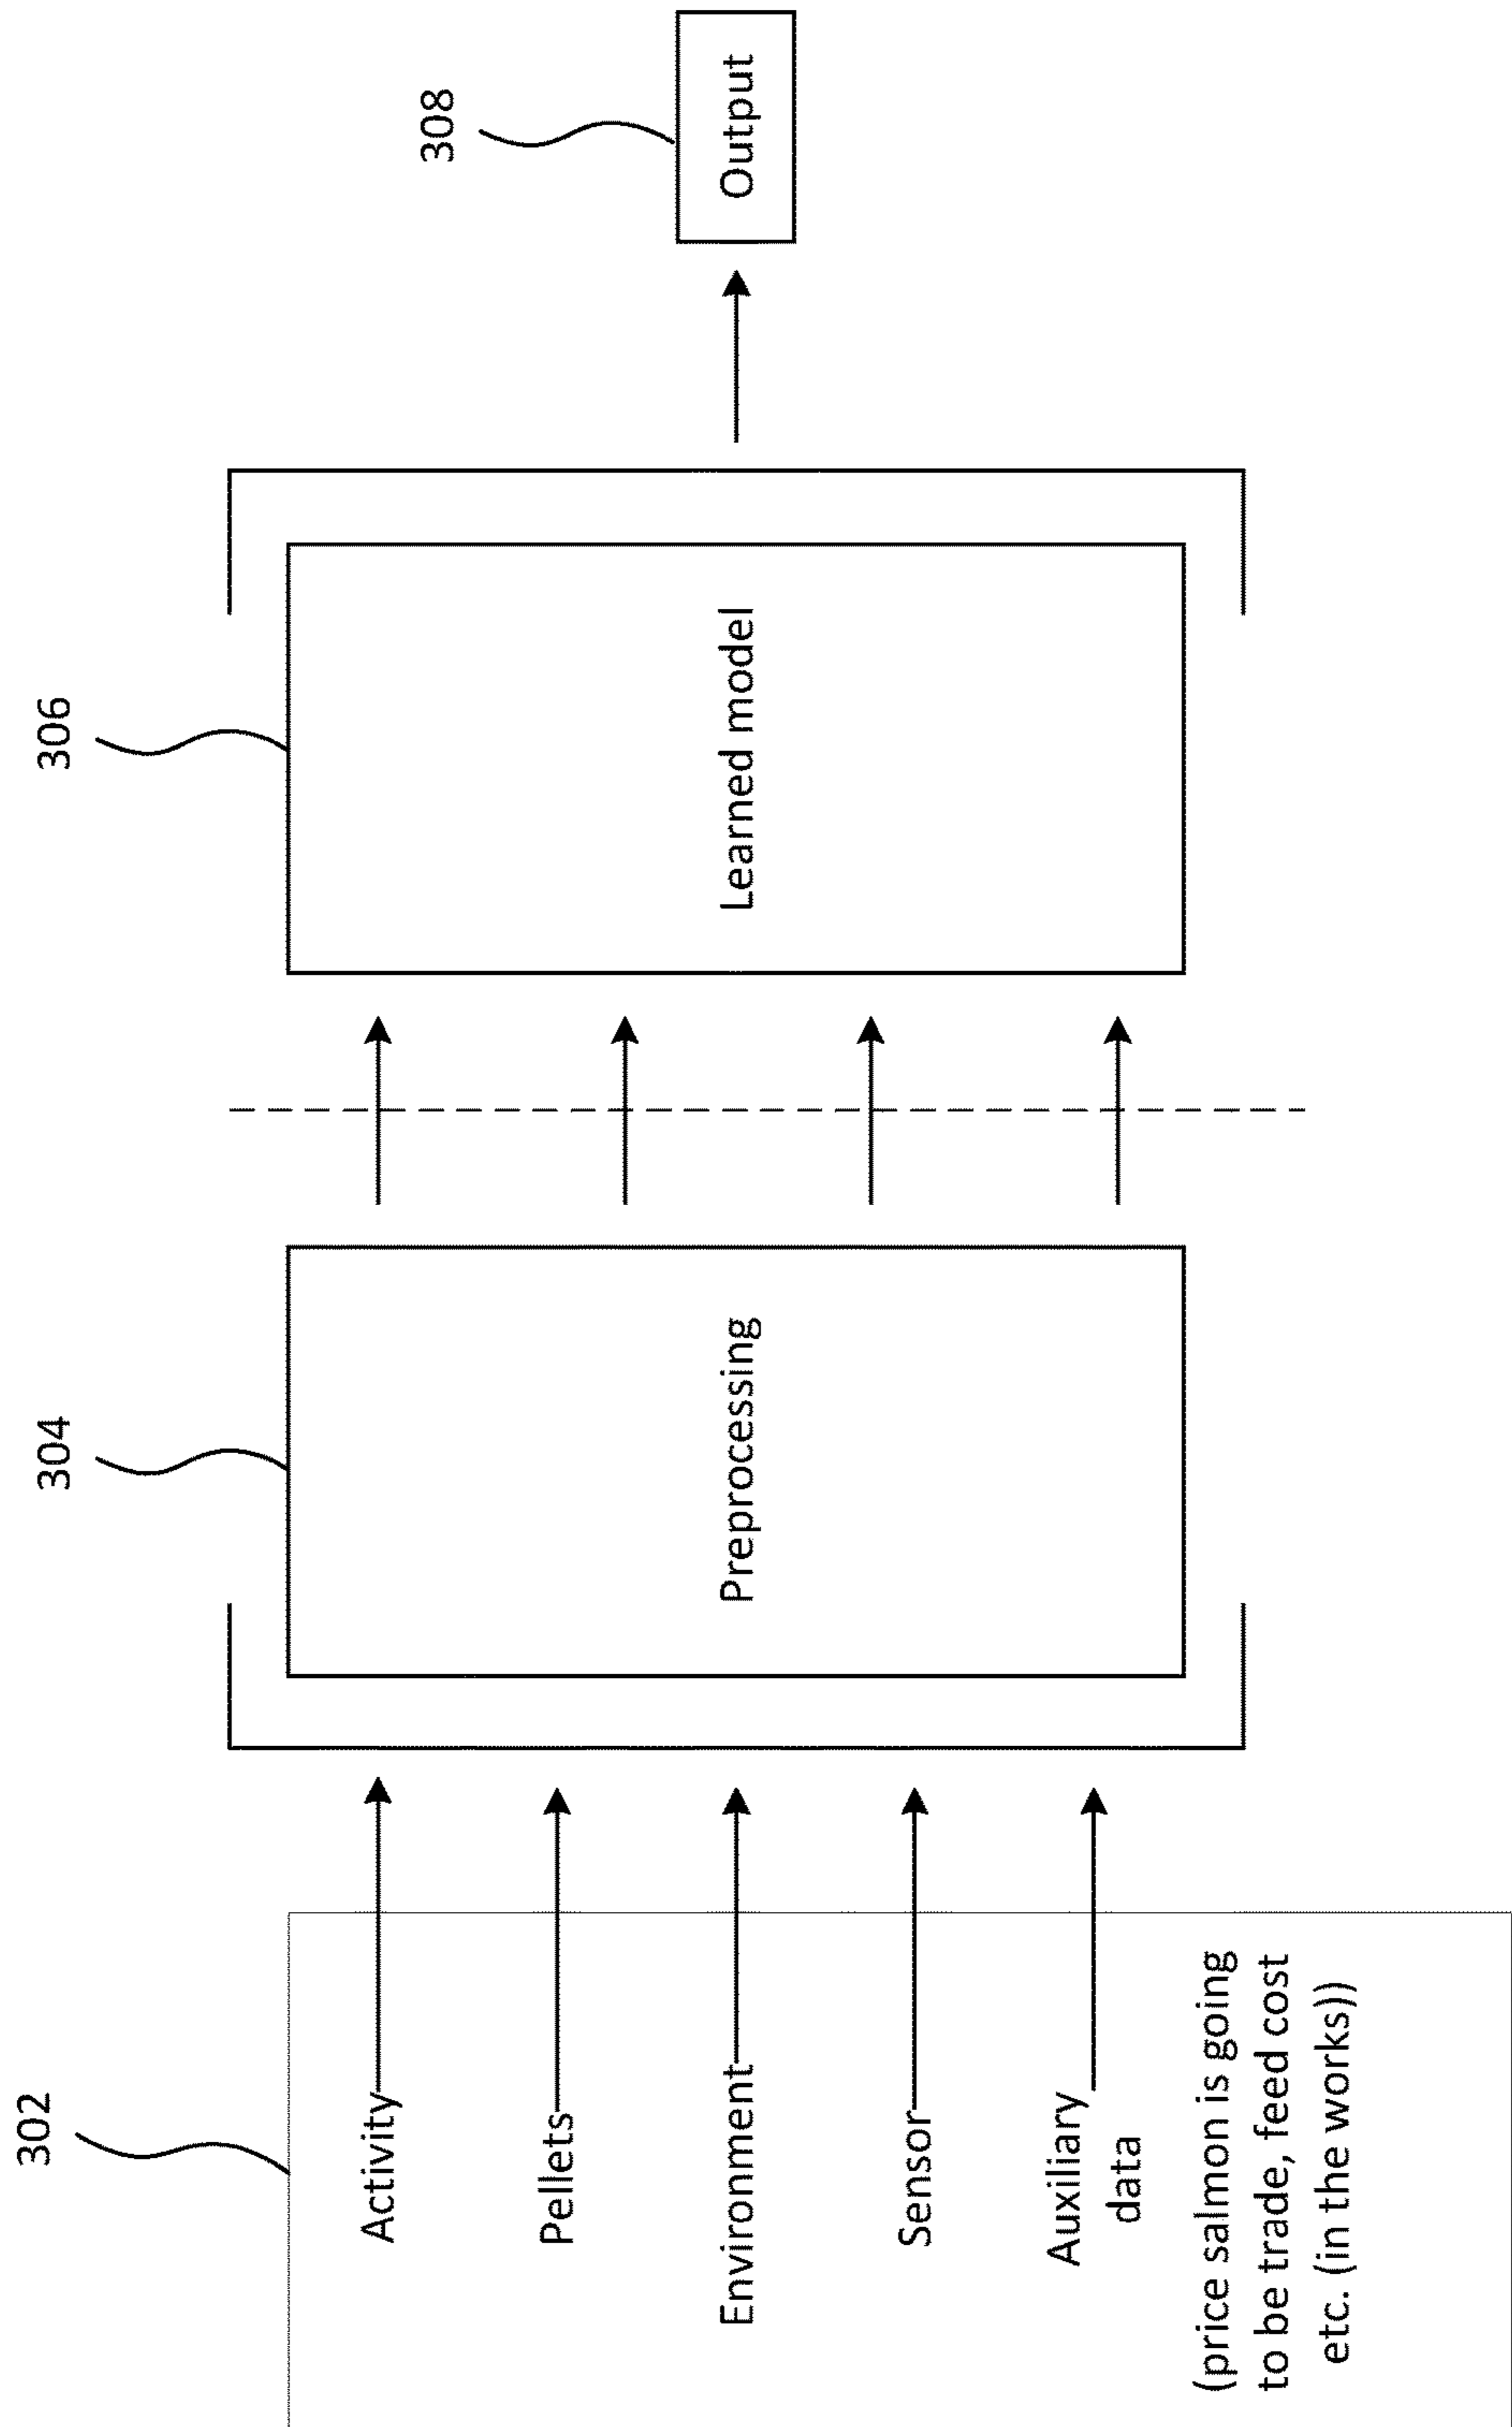 302
Activity
Pellets
Environment
Sensor
Auxiliary
data
(price salmon is going
to be trade, feed cost
etc. (in the works))
304
Preprocessing
306
Learned model
308
Output